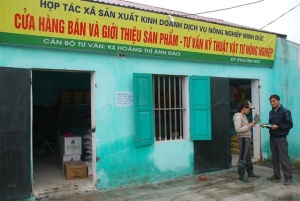 HỢP TÁC XÃ SẢN XUẤT KINH DOANH DỊCH VỤ NÔNG NGHIỆP MINH ĐỨC
CỬA HÀNG BÁN VÀ GIỚI THIỆU SẢN PHẨM - TƯ VẤN KỸ THUẬT VẬT TƯ NÔNG NGHIỆP
CÁN BỘ TƯ VẤN: KS HOÀNG THỊ ANH ĐÀO